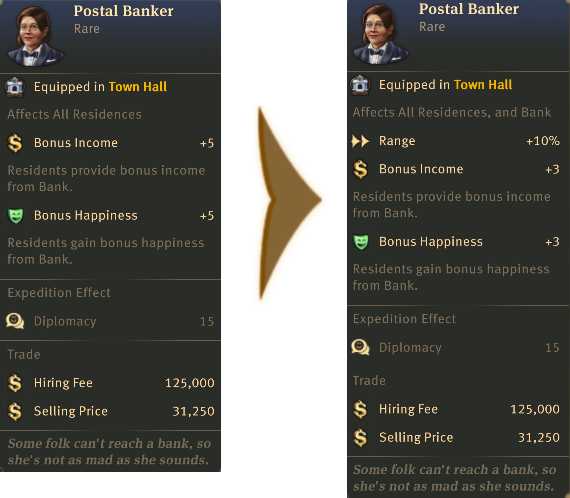 Postal Banker
Rare
Equipped in Town Hall
Affects All Residences
Bonus Income +5
Residents provide bonus income
from Bank.
Bonus Happiness +5
Residents gain bonus happiness
from Bank.
Expedition Effect
Diplomacy 15
Trade
Hiring Fee 125,000
Selling Price 31,250
Some folk can't reach a bank, so
she's not as mad as she sounds.
Postal Banker
Rare
Equipped in Town Hall
Affects All Residences, and Bank
Range +10%
Bonus Income +3
Residents provide bonus income
from Bank.
Bonus Happiness +3
Residents gain bonus happiness
from Bank.
Expedition Effect
Diplomacy 15
Trade
Hiring Fee 125,000
Selling Price 31,250
Some folk can't reach a bank, so
she's not as mad as she sounds.